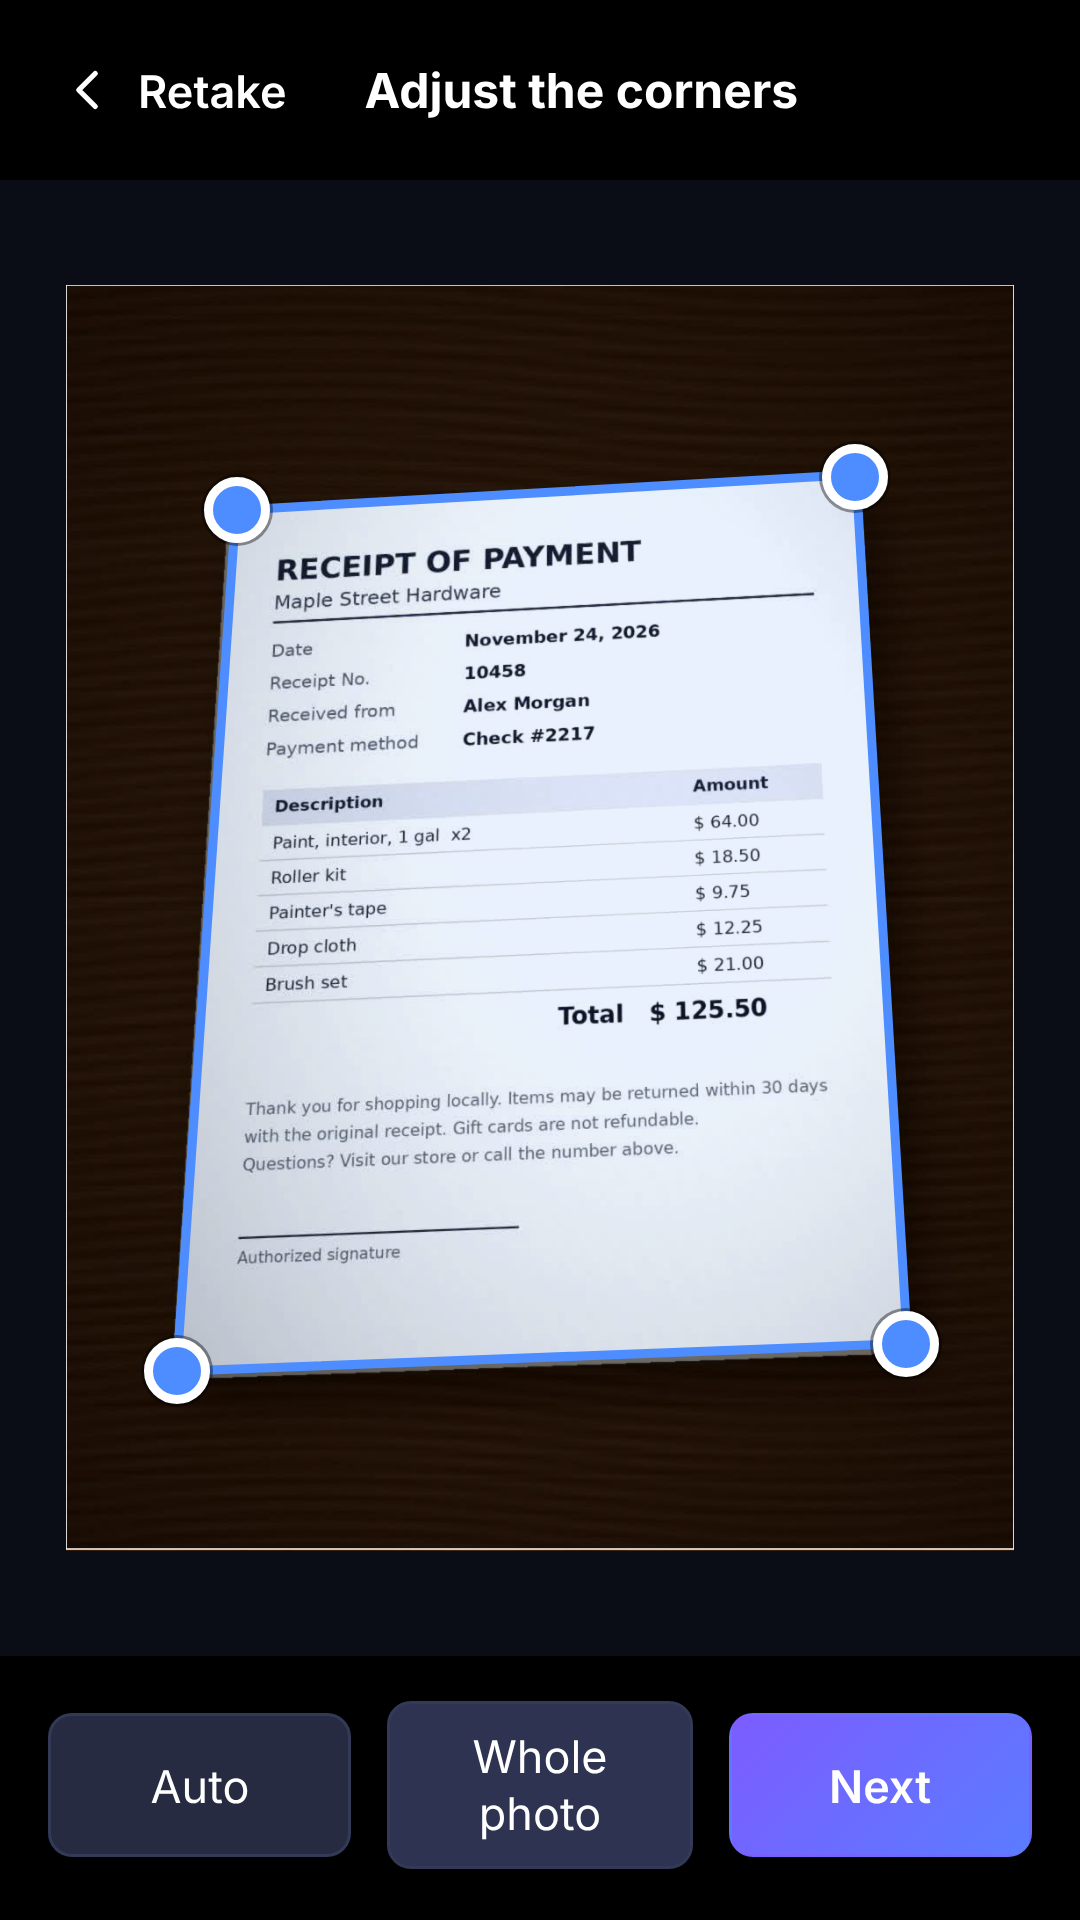 Retake Adjust the corners
RECEIPT OF PAYMENT
Maple Street Hardware
Date November 24, 2026
Receipt No. 10458
Received from Alex Morgan
Payment method Check #2217
Description Amount
Paint, interior, 1 gal x2 $ 64.00
Roller kit $ 18.50
Painter's tape $ 9.75
Drop cloth $ 12.25
Brush set $ 21.00
Total $ 125.50
Thank you for shopping locally. Items may be returned within 30 days
with the original receipt. Gift cards are not refundable.
Questions? Visit our store or call the number above.
Authorized signature
Auto
Whole
photo
Next